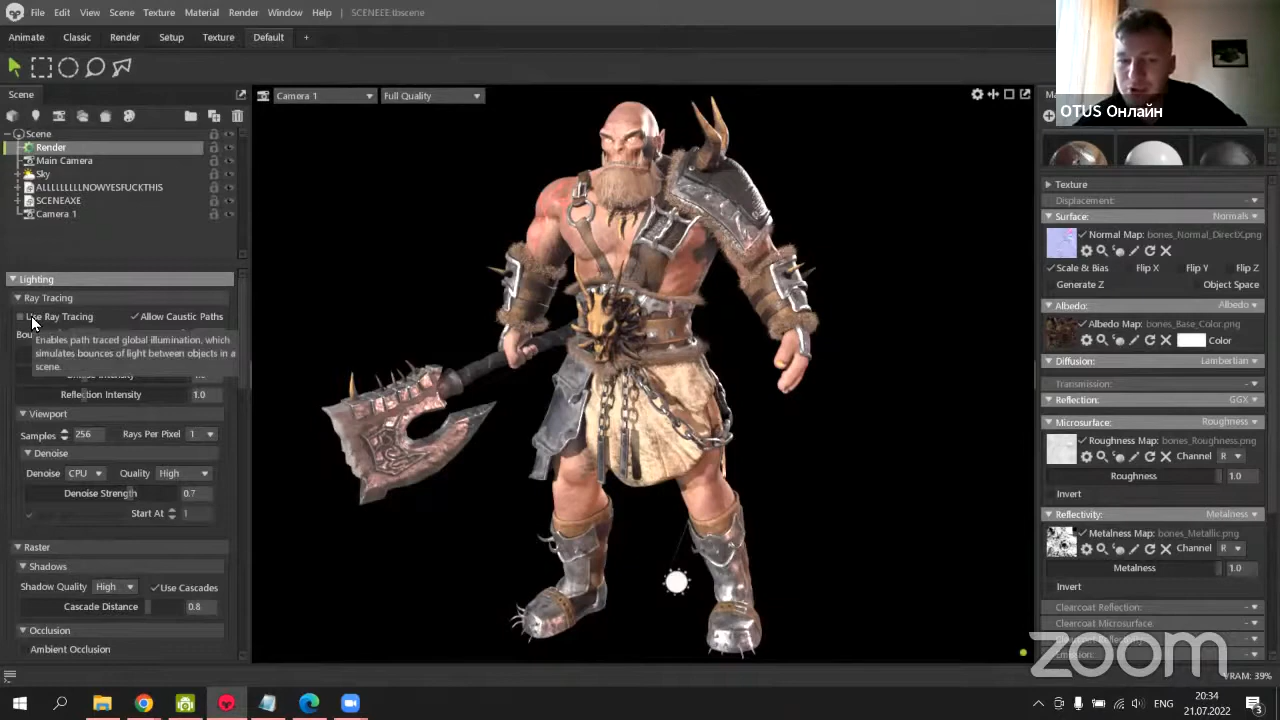 File Edit View Scene Texture Material Render Window Help SCENEEE.tbscene
Animate Classic Render Setup Texture Default +
Scene
Camera 1 Full Quality
OTUS Онлайн
Scene
Render
Main Camera
Sky
ALLLLLLLLNOWYESFUCKTHIS
SCENEAXE
Camera 1
Lighting
Ray Tracing
Use Ray Tracing Allow Caustic Paths
Enables path traced global illumination, which
simulates bounces of light between objects in a
scene.
Reflection Intensity 1.0
Viewport
Samples 256 Rays Per Pixel 1
Denoise
Denoise CPU Quality High
Denoise Strength 0.7
Start At 1
Raster
Shadows
Shadow Quality High Use Cascades
Cascade Distance 0.8
Occlusion
Ambient Occlusion
Texture
Displacement:
Surface: Normals
Normal Map: bones_Normal_DirectX.png
Scale & Bias Flip X Flip Y Flip Z
Generate Z Object Space
Albedo: Albedo
Albedo Map: bones_Base_Color.png
Color
Diffusion: Lambertian
Transmission:
Reflection: GGX
Microsurface: Roughness
Roughness Map: bones_Roughness.png
Channel R
Roughness 1.0
Invert
Reflectivity: Metalness
Metalness Map: bones_Metallic.png
Channel R
Metalness 1.0
Invert
Clearcoat Reflection:
Clearcoat Microsurface:
Clearcoat Reflectivity:
Emission:
zoom
VRAM: 39%
ENG
20:34
21.07.2022
3